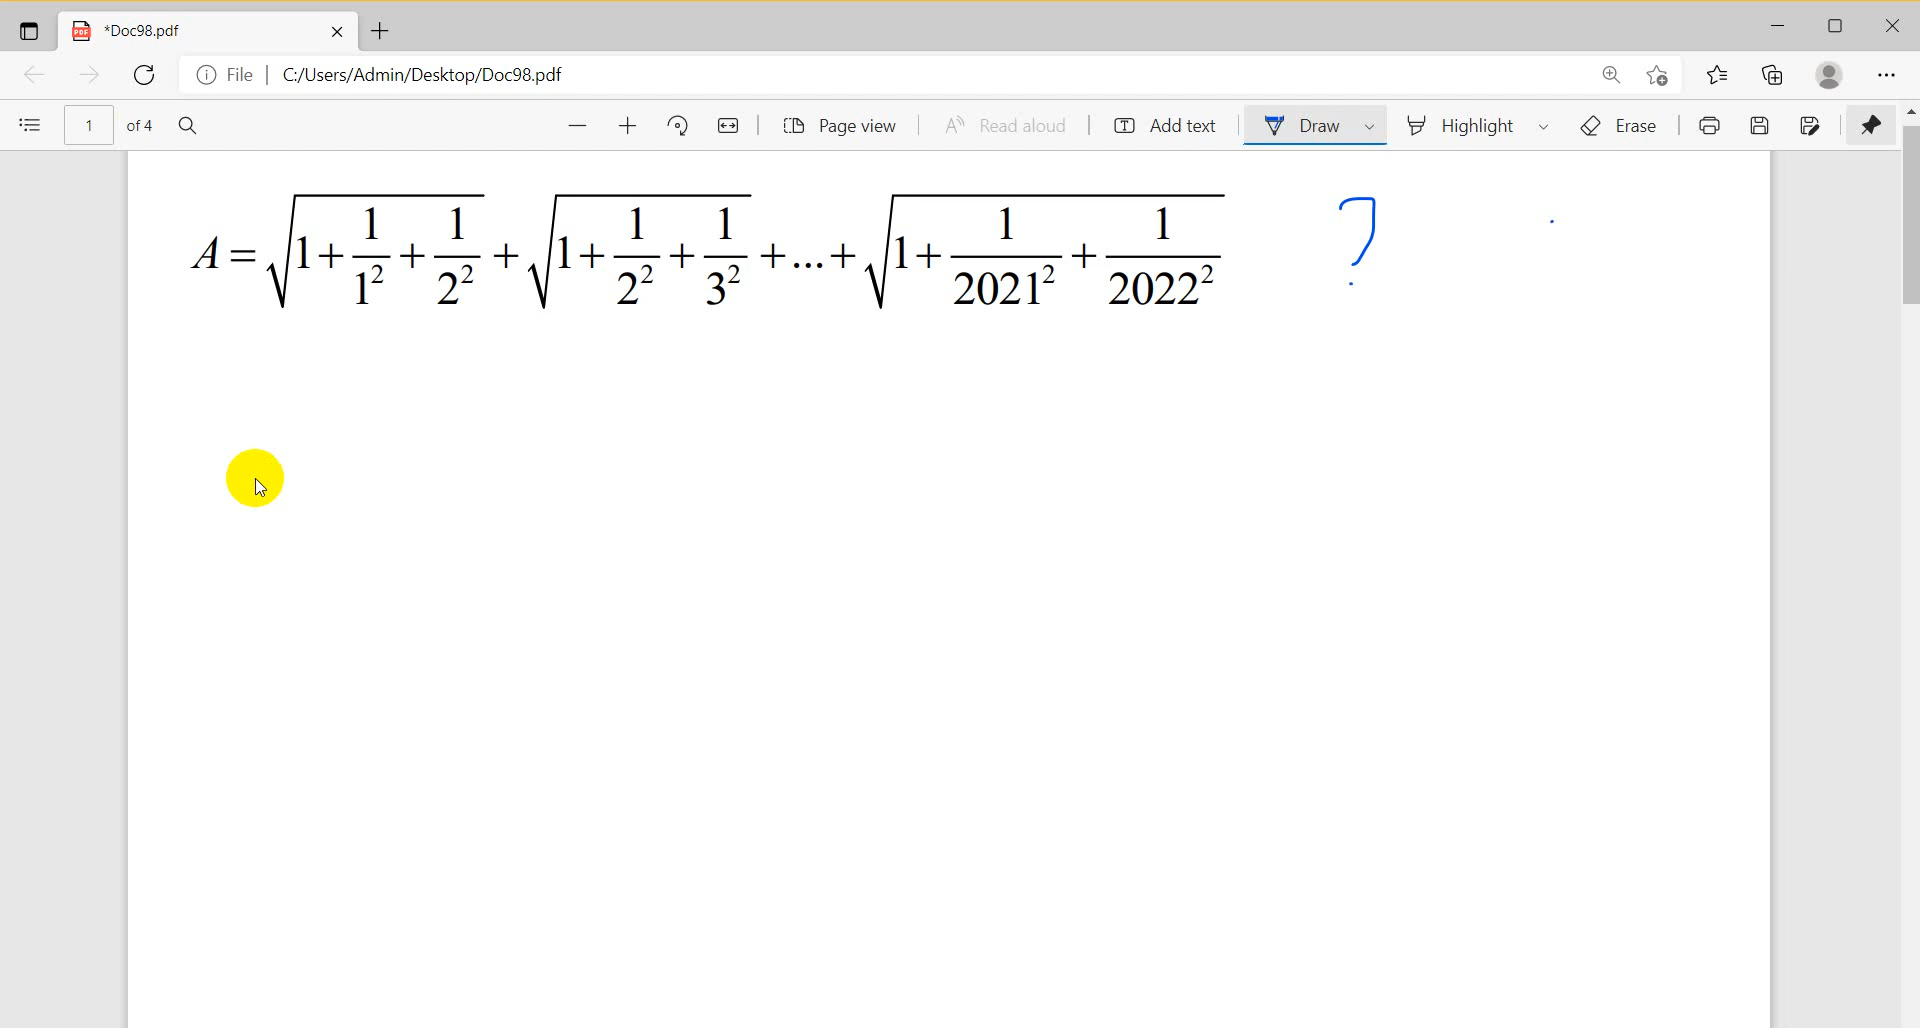 *Doc98.pdf
File | C:/Users/Admin/Desktop/Doc98.pdf
1 of 4 Page view Read aloud Add text Draw Highlight Erase
A = √(1 + 1/1² + 1/2²) + √(1 + 1/2² + 1/3²) + ... + √(1 + 1/2021² + 1/2022²) ?